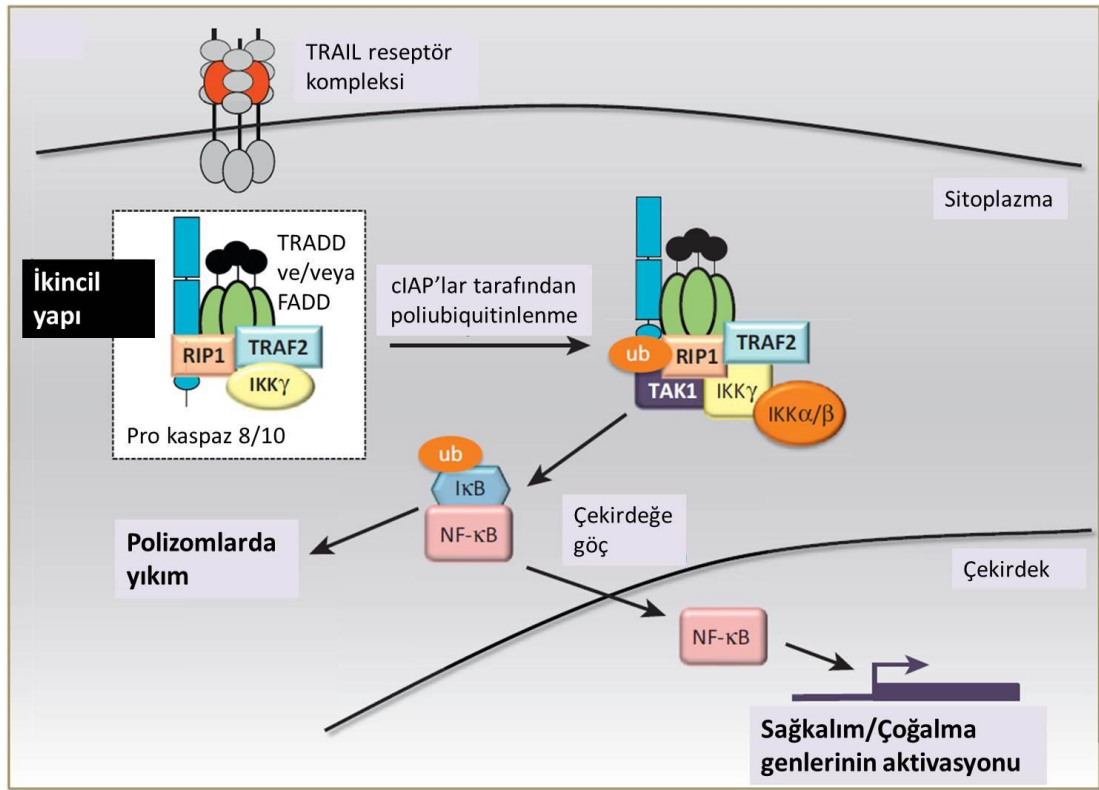 TRAIL reseptör
kompleksi
Sitoplazma
İkincil
yapı
TRADD
ve/veya
FADD
RIP1
TRAF2
IKKγ
Pro kaspaz 8/10
cIAP’lar tarafından
poliubiquitinlenme
ub
RIP1
TRAF2
TAK1
IKKγ
IKKα/β
ub
IκB
NF-κB
Polizomlarda
yıkım
Çekirdeğe
göç
Çekirdek
NF-κB
Sağkalım/Çoğalma
genlerinin aktivasyonu